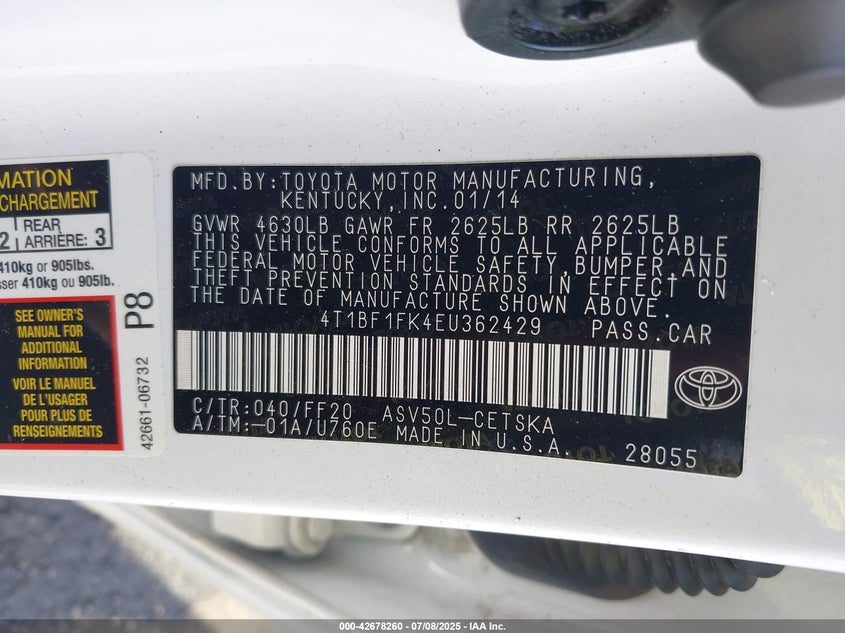 MATION
CHARGEMENT
2 | REAR ARRIÈRE: 3
410kg or 905lbs.
sser 410kg ou 905lb.
SEE OWNER'S
MANUAL FOR
ADDITIONAL
INFORMATION
VOIR LE MANUEL
DE L'USAGER
POUR PLUS DE
RENSEIGNEMENTS
P8
42661-06732
MFD.BY:TOYOTA MOTOR MANUFACTURING,
KENTUCKY,INC.01/14
GVWR 4630LB GAWR FR 2625LB RR 2625LB
THIS VEHICLE CONFORMS TO ALL APPLICABLE
FEDERAL MOTOR VEHICLE SAFETY,BUMPER,AND
THEFT PREVENTION STANDARDS IN EFFECT ON
THE DATE OF MANUFACTURE SHOWN ABOVE.
4T1BF1FK4EU362429 PASS.CAR
C/TR:040/FF20 ASV50L-CETSKA
A/TM:-01A/U760E MADE IN U.S.A.
28055
000-42678260 - 07/08/2025 - IAA Inc.